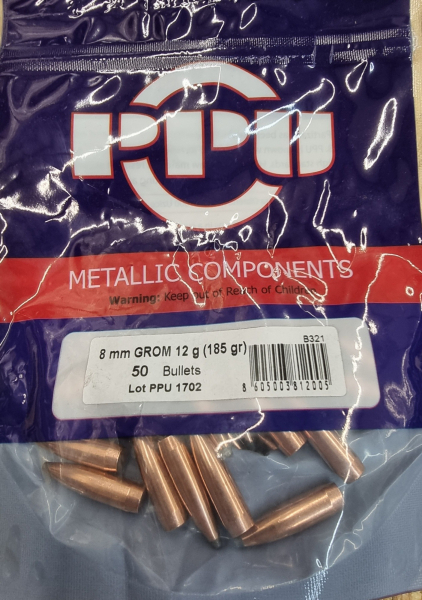 PPU
METALLIC COMPONENTS
Warning: Keep out of Reach of Children
B321
8 mm GROM 12 g (185 gr)
50 Bullets
Lot PPU 1702
8 605003 812005